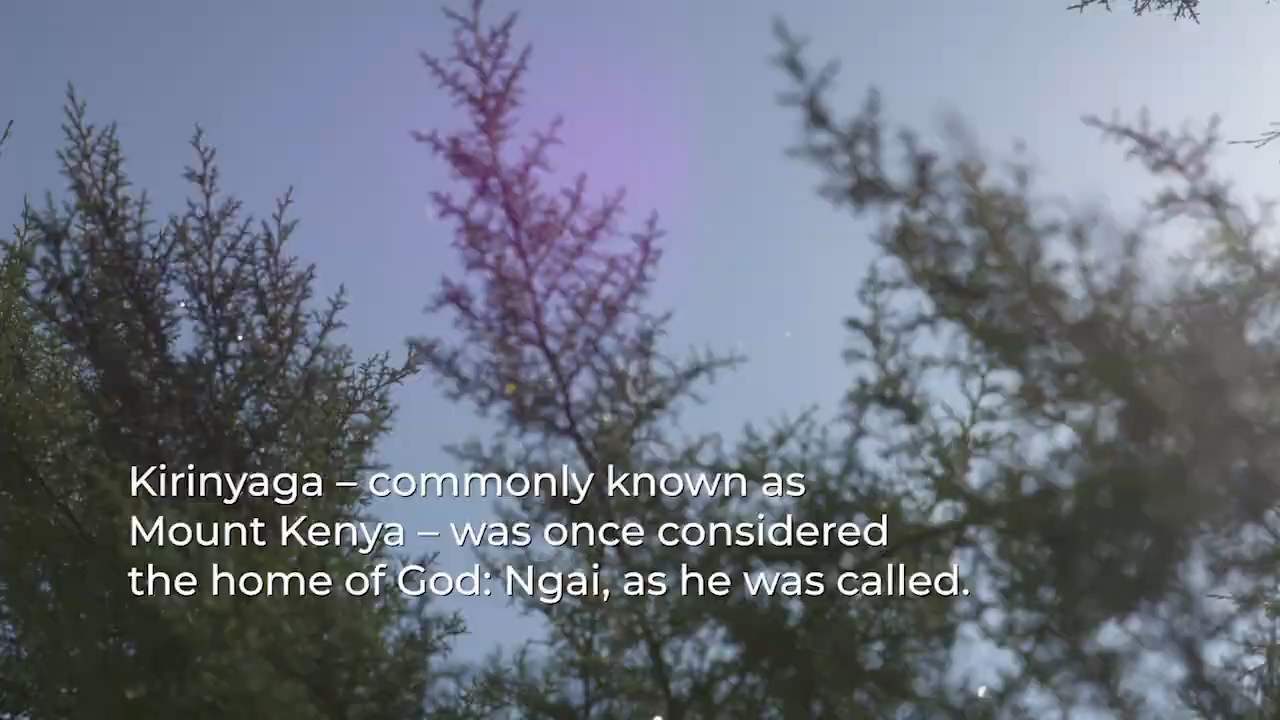 Kirinyaga – commonly known as
Mount Kenya – was once considered
the home of God: Ngai, as he was called.